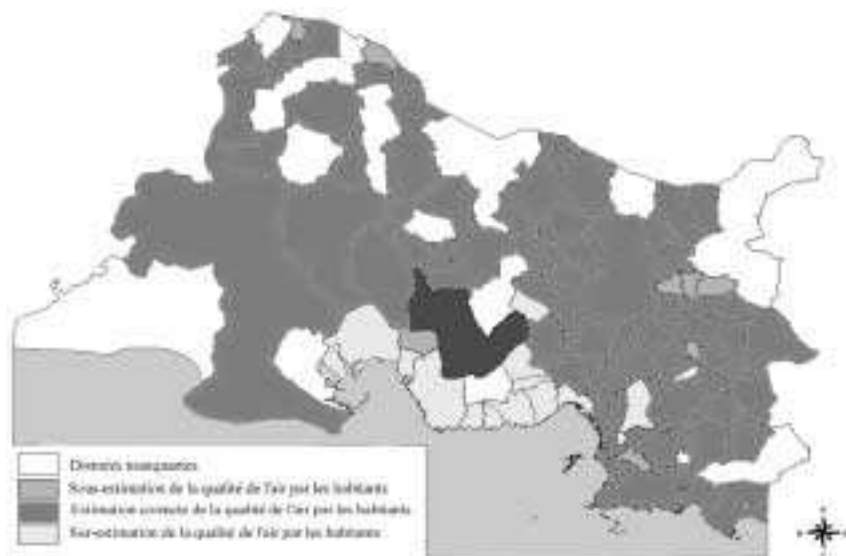 Données manquantes
Sous-estimation de la qualité de l'air par les habitants
Estimation correcte de la qualité de l'air par les habitants
Sur-estimation de la qualité de l'air par les habitants